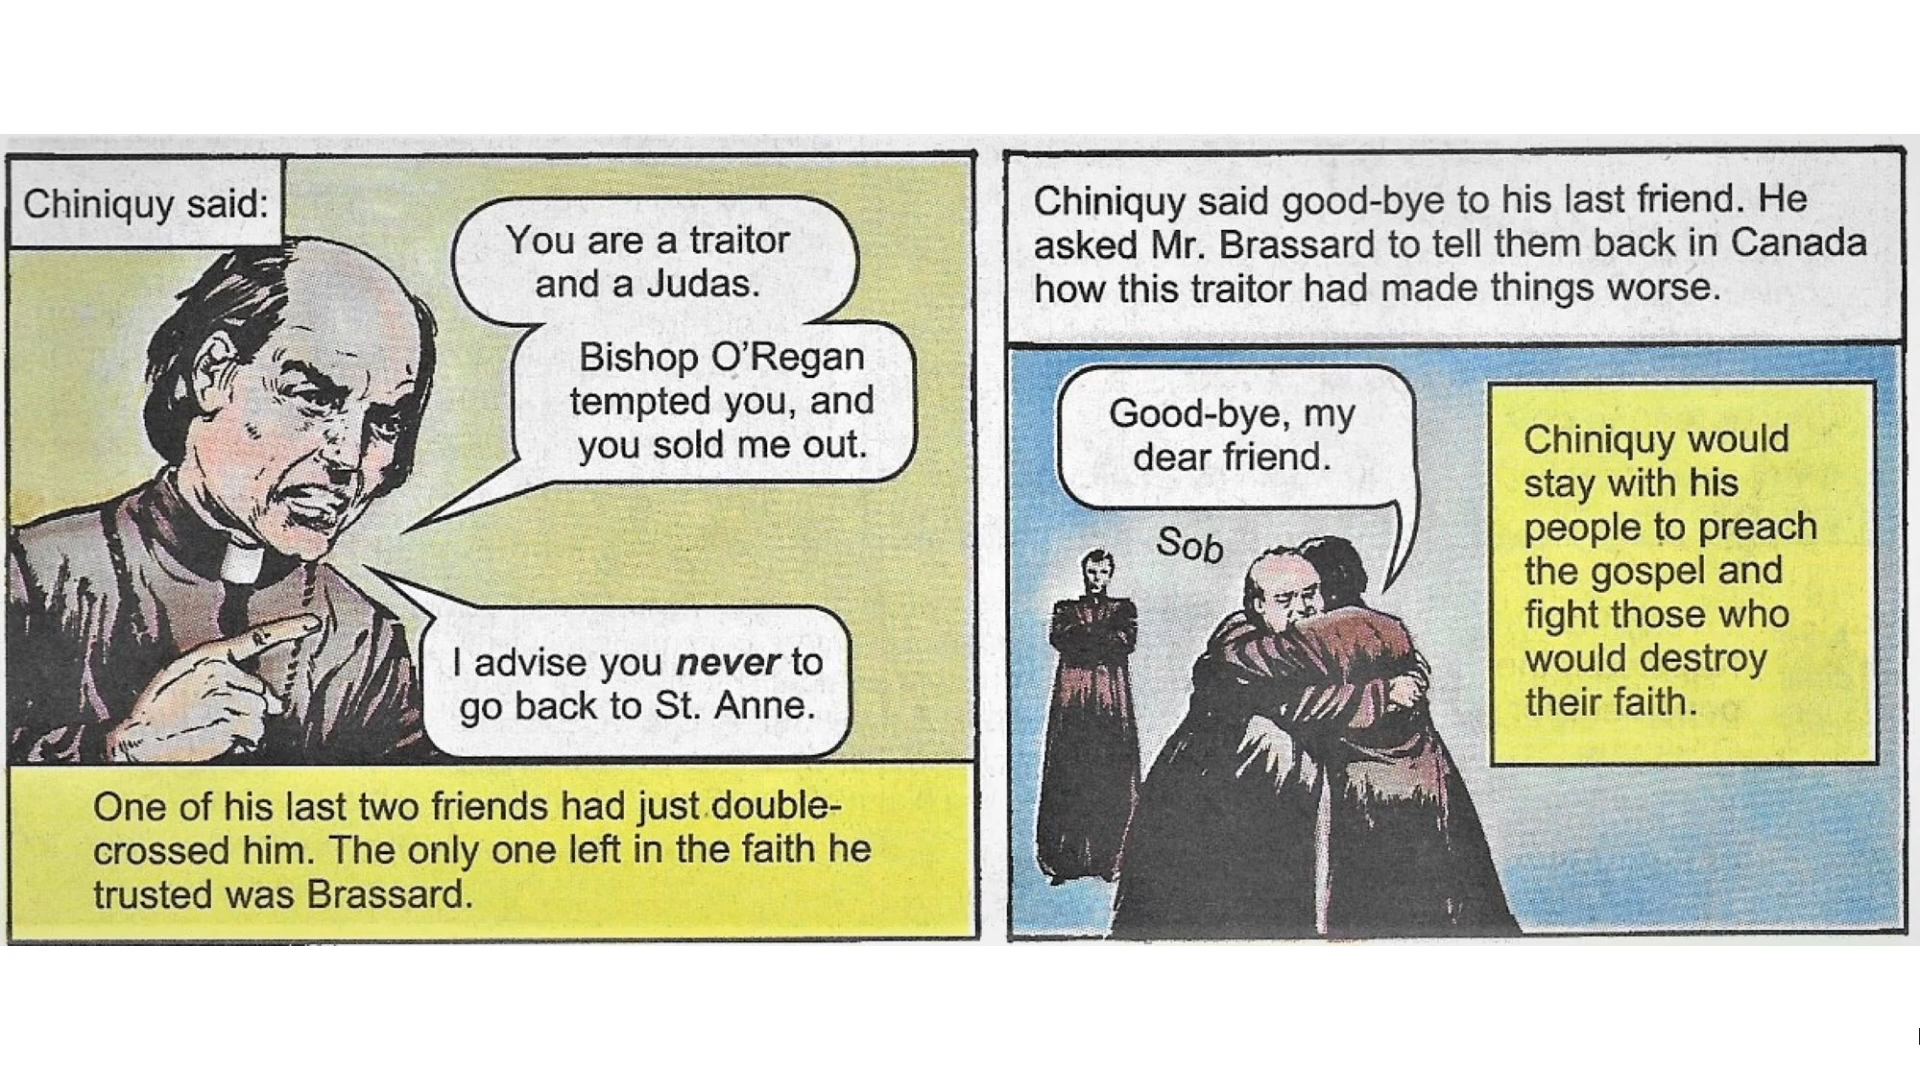 Chiniquy said:
You are a traitor
and a Judas.
Bishop O'Regan
tempted you, and
you sold me out.
I advise you never to
go back to St. Anne.
One of his last two friends had just double-
crossed him. The only one left in the faith he
trusted was Brassard.
Chiniquy said good-bye to his last friend. He
asked Mr. Brassard to tell them back in Canada
how this traitor had made things worse.
Good-bye, my
dear friend.
Sob
Chiniquy would
stay with his
people to preach
the gospel and
fight those who
would destroy
their faith.